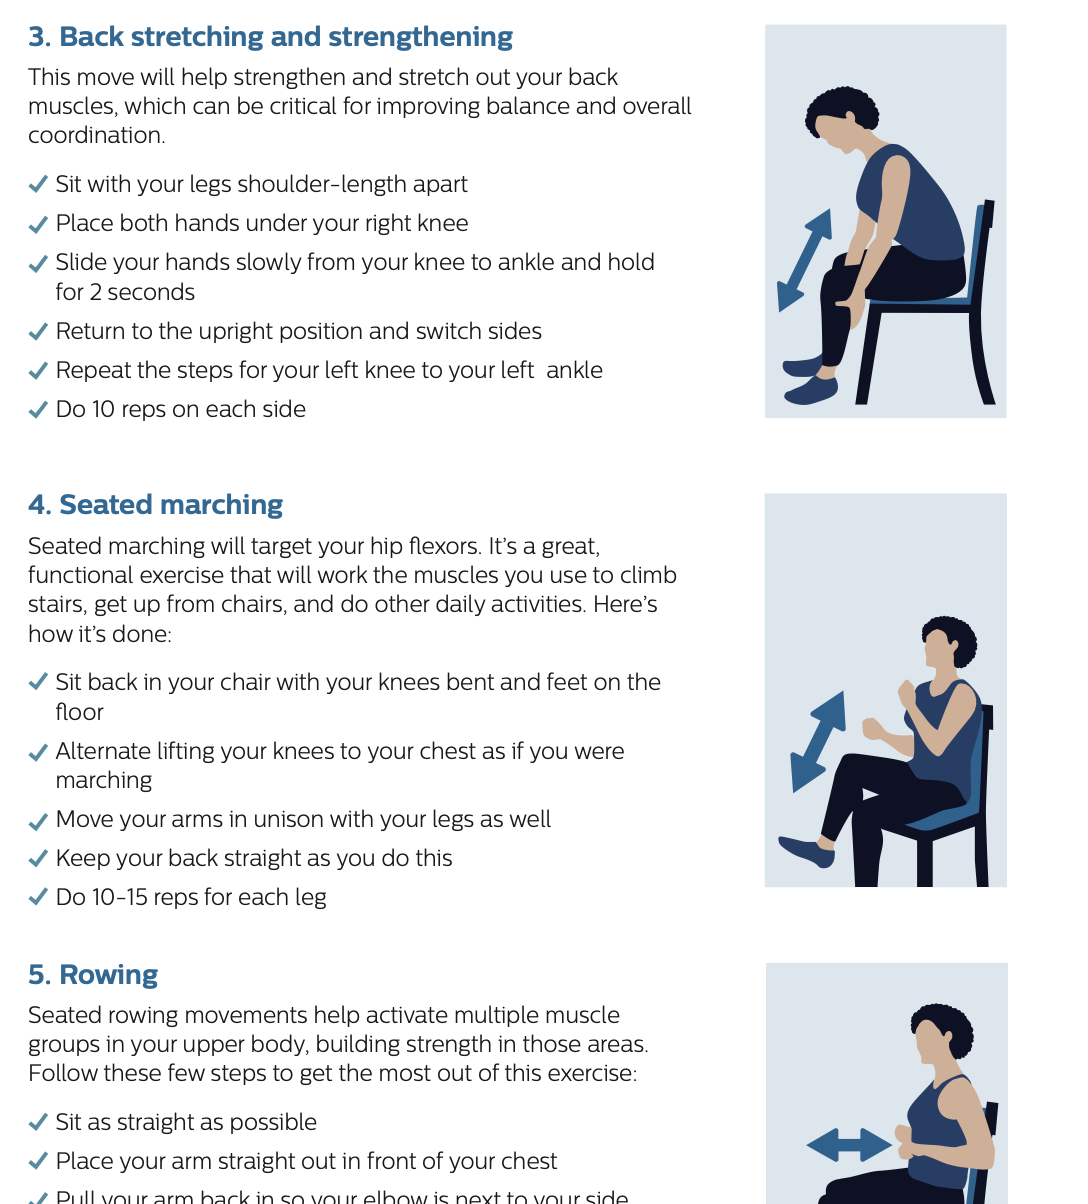 3. Back stretching and strengthening
This move will help strengthen and stretch out your back
muscles, which can be critical for improving balance and overall
coordination.
Sit with your legs shoulder-length apart
Place both hands under your right knee
Slide your hands slowly from your knee to ankle and hold
for 2 seconds
Return to the upright position and switch sides
Repeat the steps for your left knee to your left  ankle
Do 10 reps on each side
4. Seated marching
Seated marching will target your hip flexors. It’s a great,
functional exercise that will work the muscles you use to climb
stairs, get up from chairs, and do other daily activities. Here’s
how it’s done:
Sit back in your chair with your knees bent and feet on the
floor
Alternate lifting your knees to your chest as if you were
marching
Move your arms in unison with your legs as well
Keep your back straight as you do this
Do 10-15 reps for each leg
5. Rowing
Seated rowing movements help activate multiple muscle
groups in your upper body, building strength in those areas.
Follow these few steps to get the most out of this exercise:
Sit as straight as possible
Place your arm straight out in front of your chest
Pull your arm back in so your elbow is next to your side